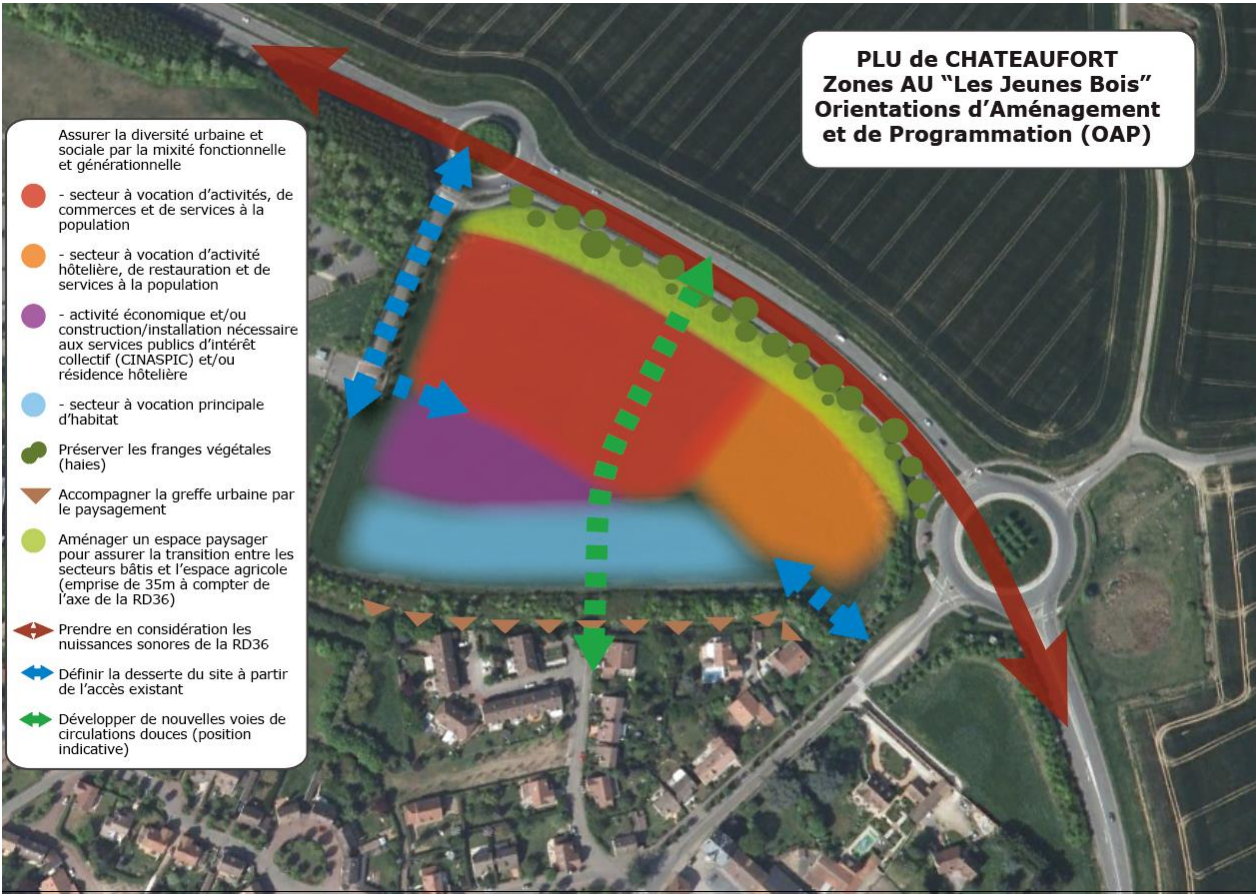 PLU de CHATEAUFORT
Zones AU “Les Jeunes Bois”
Orientations d’Aménagement
et de Programmation (OAP)
Assurer la diversité urbaine et
sociale par la mixité fonctionnelle
et générationnelle
- secteur à vocation d’activités, de
commerces et de services à la
population
- secteur à vocation d’activité
hôtelière, de restauration et de
services à la population
- activité économique et/ou
construction/installation nécessaire
aux services publics d’intérêt
collectif (CINASPIC) et/ou
résidence hôtelière
- secteur à vocation principale
d’habitat
Préserver les franges végétales
(haies)
Accompagner la greffe urbaine par
le paysagement
Aménager un espace paysager
pour assurer la transition entre les
secteurs bâtis et l’espace agricole
(emprise de 35m à compter de
l’axe de la RD36)
Prendre en considération les
nuissances sonores de la RD36
Définir la desserte du site à partir
de l’accès existant
Développer de nouvelles voies de
circulations douces (position
indicative)